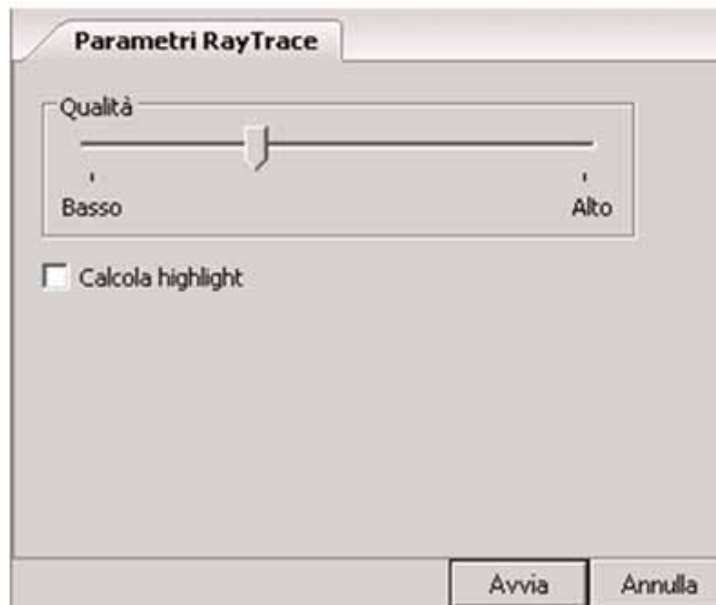 Parametri RayTrace
Qualità
Basso Alto
Calcola highlight
Avvia Annulla